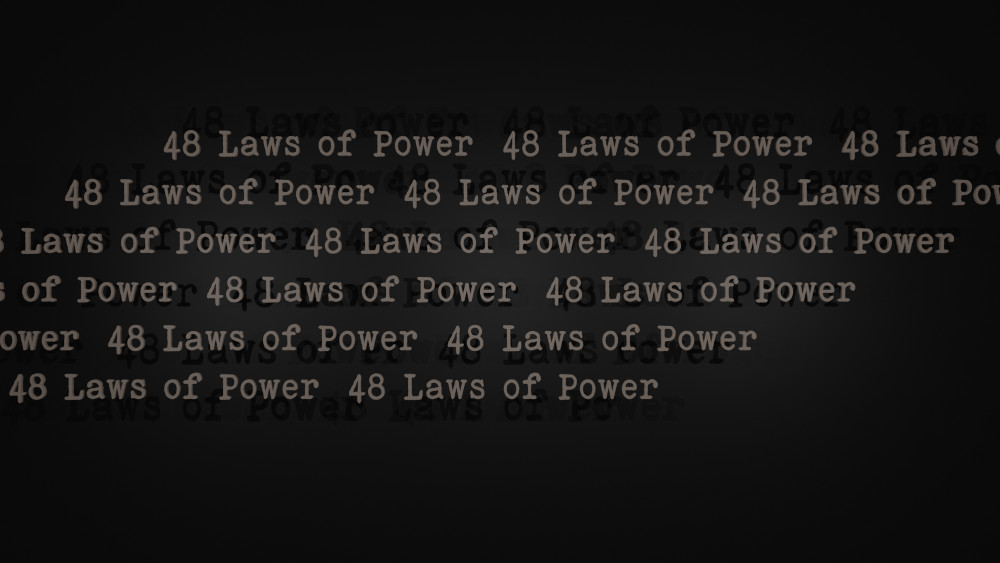 48 Laws of Power 48 Laws of Power 48 Laws
48 Laws of Power 48 Laws of Power 48 Laws of Pow
8 Laws of Power 48 Laws of Power 48 Laws of Power
s of Power 48 Laws of Power 48 Laws of Power
ower 48 Laws of Power 48 Laws of Power
48 Laws of Power 48 Laws of Power